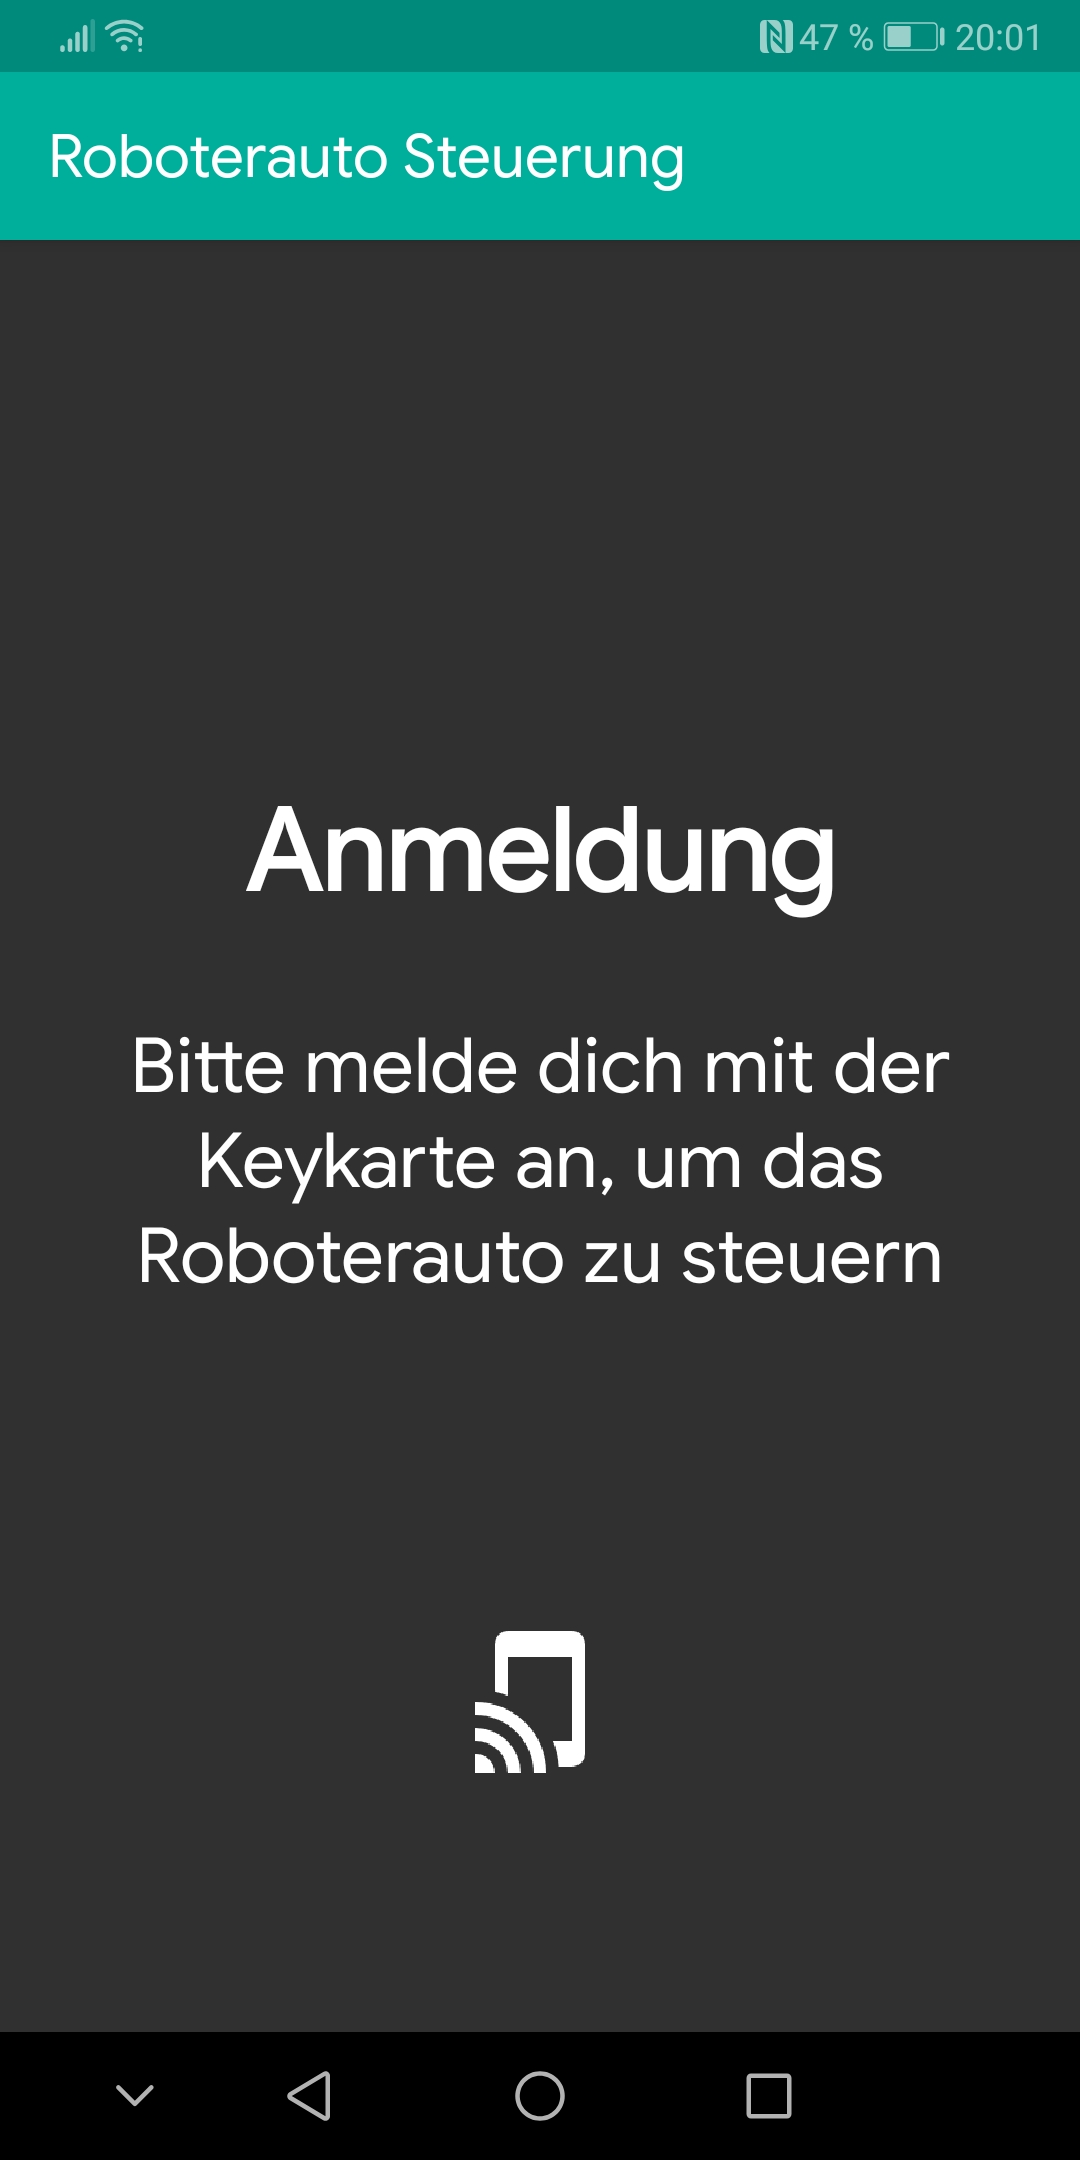 47 % 20:01
Roboterauto Steuerung
Anmeldung
Bitte melde dich mit der
Keykarte an, um das
Roboterauto zu steuern